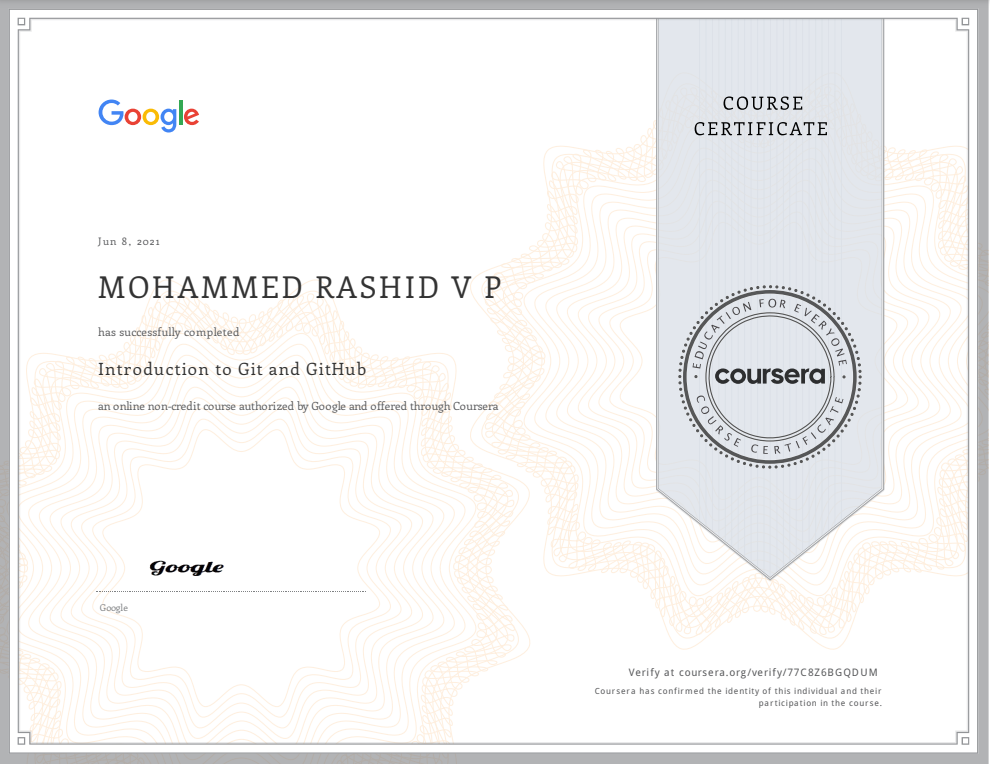 Google
COURSE
CERTIFICATE
Jun 8, 2021
MOHAMMED RASHID V P
has successfully completed
Introduction to Git and GitHub
an online non-credit course authorized by Google and offered through Coursera
EDUCATION FOR EVERYONE
coursera
COURSE CERTIFICATE
Google
Google
Verify at coursera.org/verify/77C8Z6BGQDUM
Coursera has confirmed the identity of this individual and their
participation in the course.